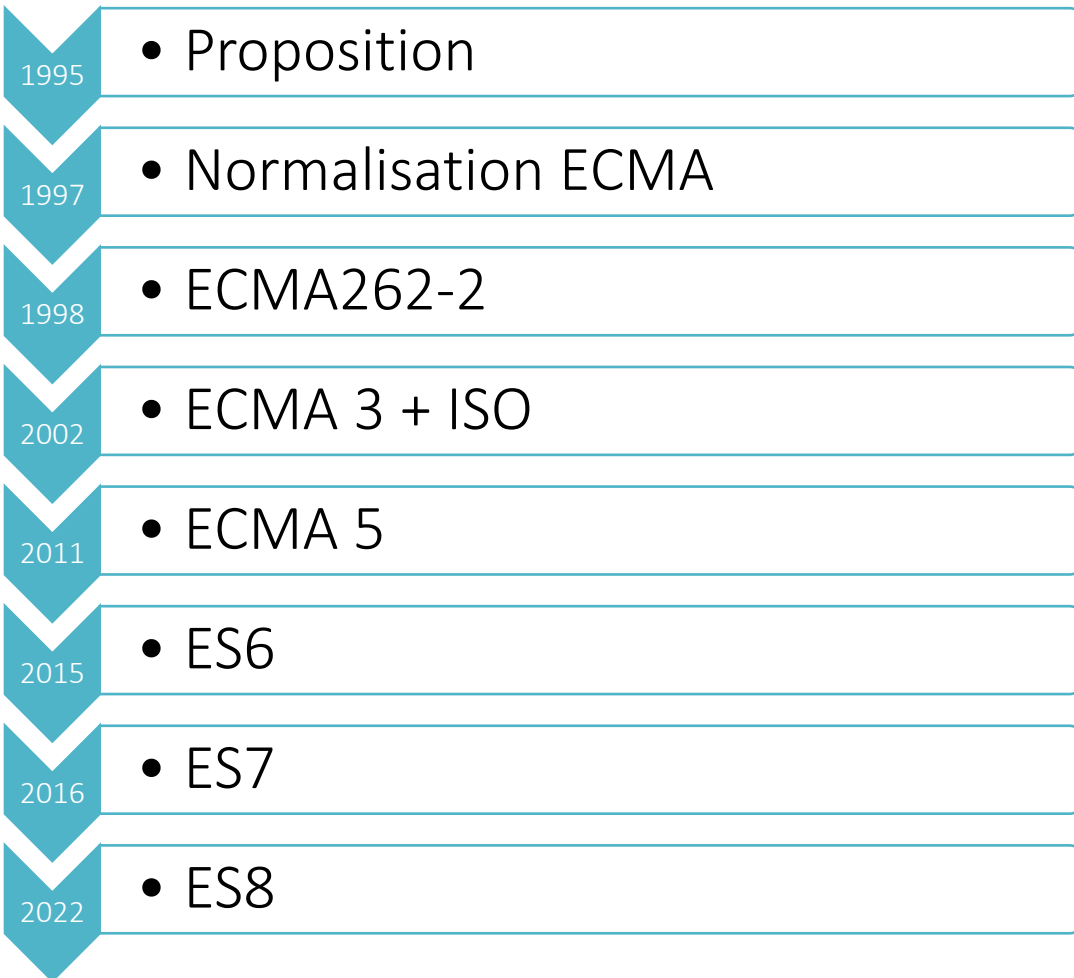 1995
• Proposition
1997
• Normalisation ECMA
1998
• ECMA262-2
2002
• ECMA 3 + ISO
2011
• ECMA 5
2015
• ES6
2016
• ES7
2022
• ES8